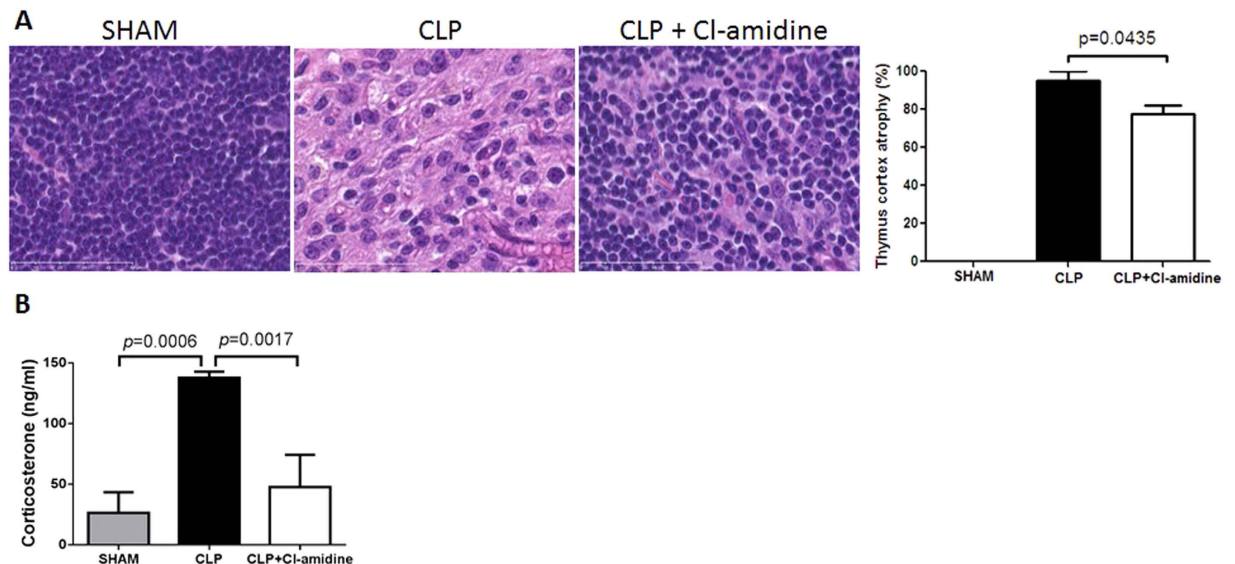 A
SHAM
CLP
CLP + Cl-amidine
p=0.0435
Thymus cortex atrophy (%)
100
80
60
40
20
0
SHAM
CLP
CLP+Cl-amidine
B
p=0.0006
p=0.0017
Corticosterone (ng/ml)
150
100
50
0
SHAM
CLP
CLP+Cl-amidine